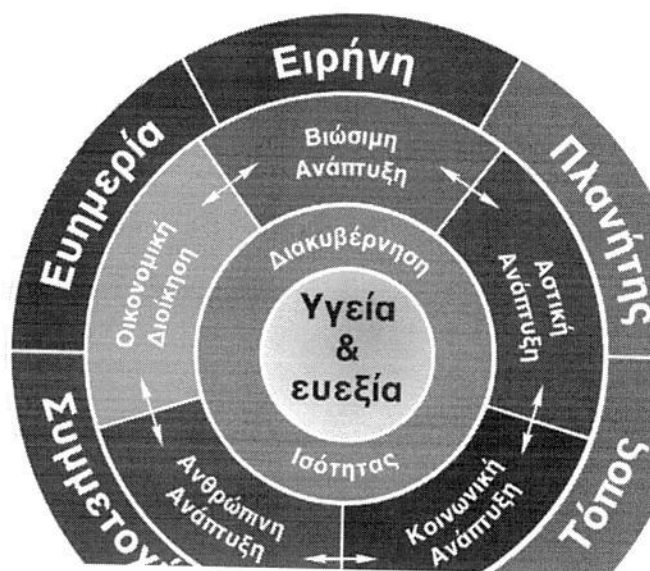 Ειρήνη
Ευημερία
Πλανήτης
Βιώσιμη
Ανάπτυξη
Οικονομική
Διοίκηση
Αστική
Ανάπτυξη
Διακυβέρνηση
Υγεία
&
ευεξία
Ισότητας
Ανθρώπινη
Ανάπτυξη
Κοινωνική
Ανάπτυξη
Τόπος